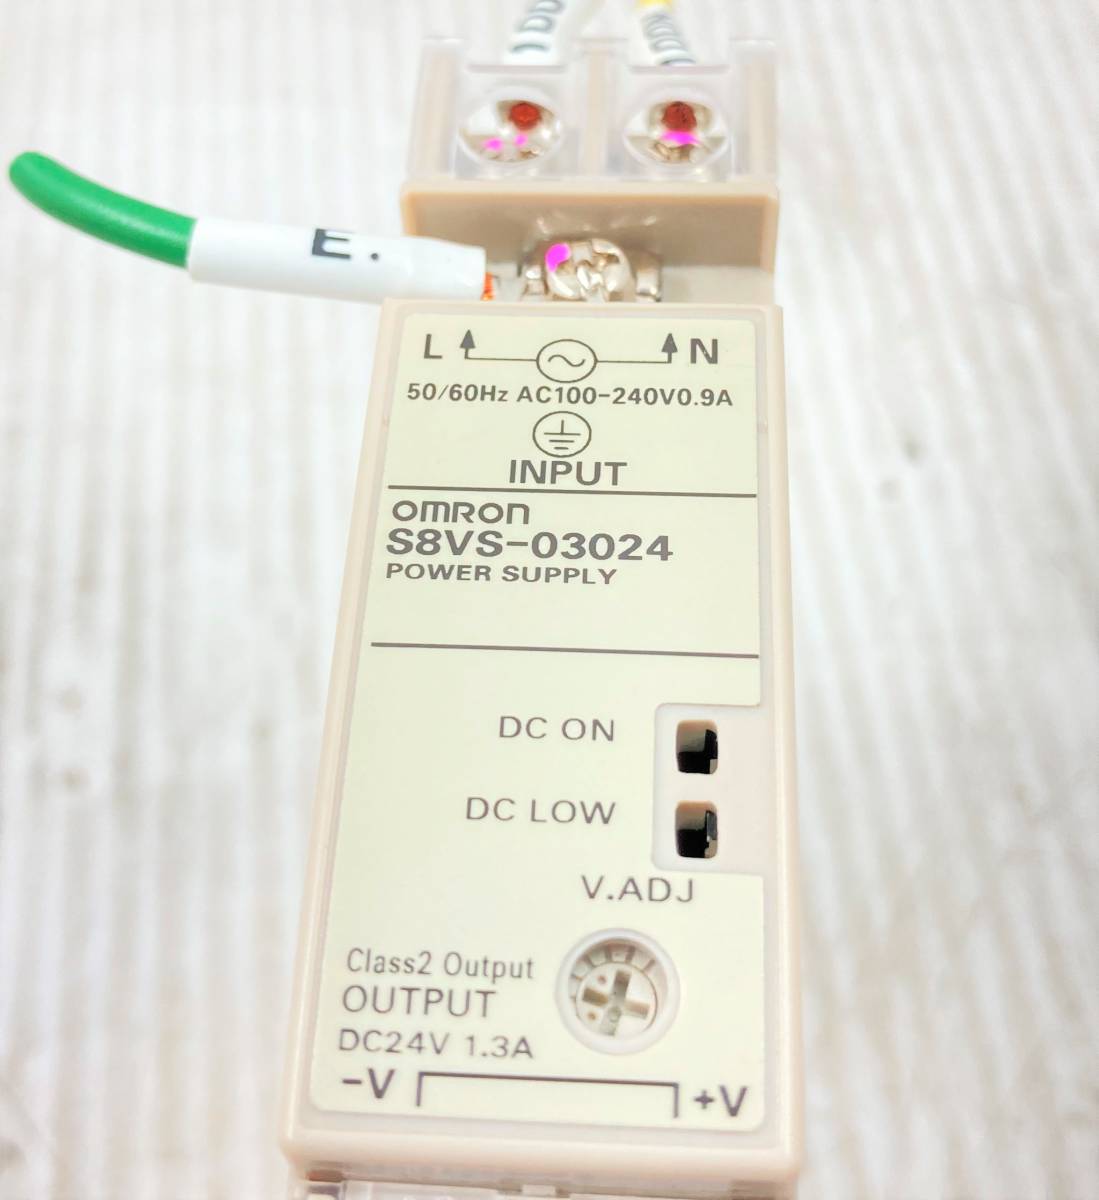 E.
L N
50/60Hz AC100-240V0.9A
INPUT
OMRON
S8VS-03024
POWER SUPPLY
DC ON
DC LOW
V.ADJ
Class2 Output
OUTPUT
DC24V 1.3A
-V +V